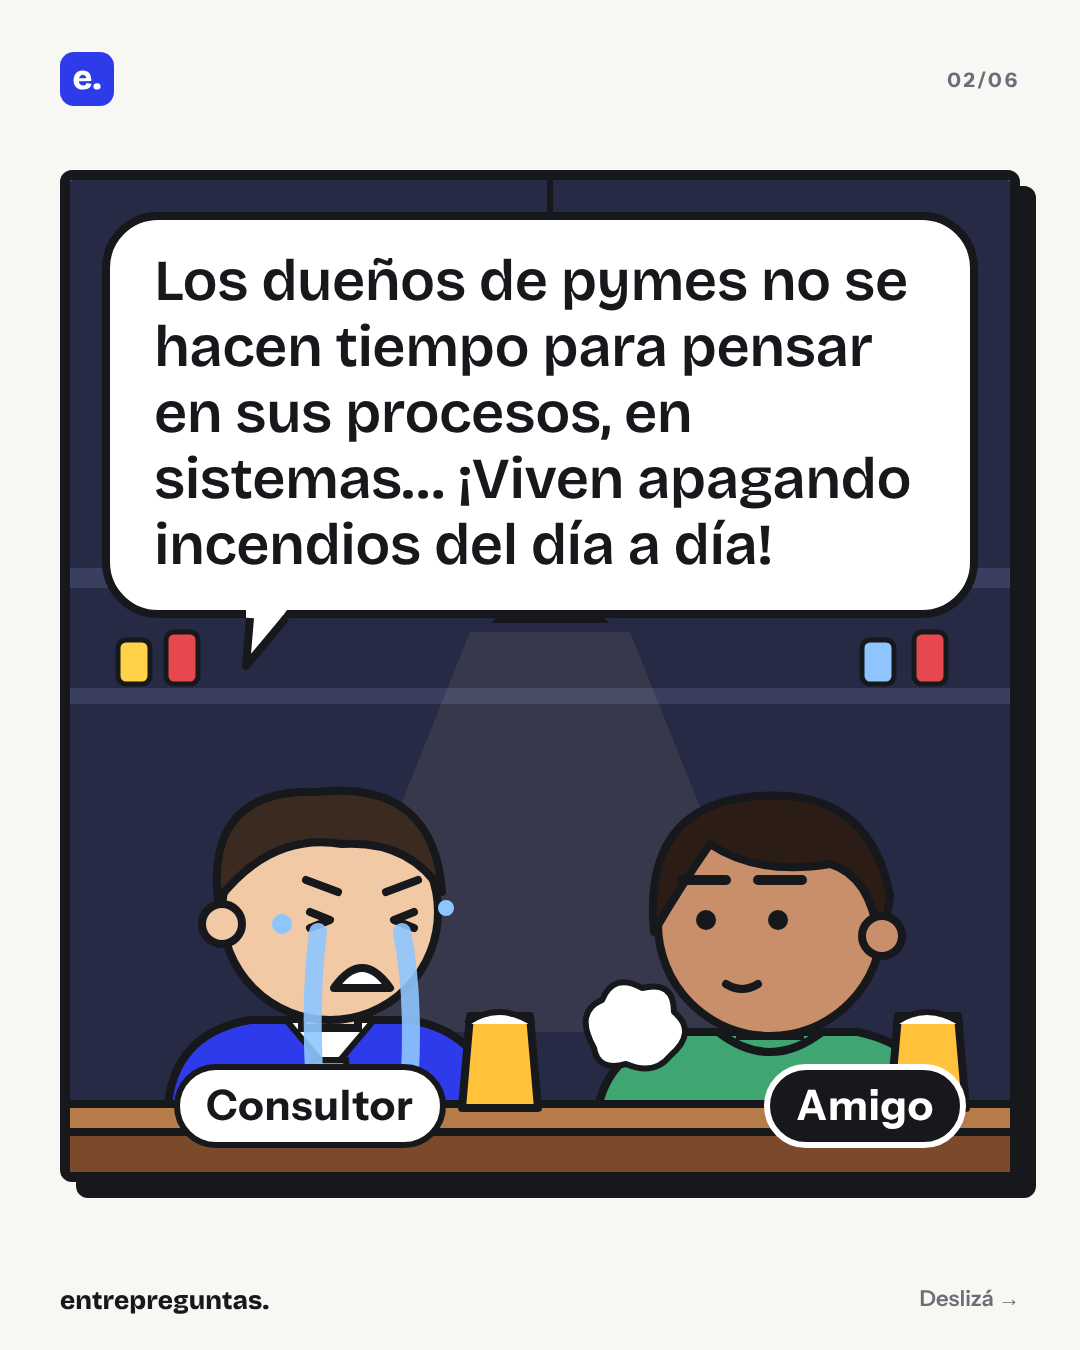 e.
02/06
Los dueños de pymes no se
hacen tiempo para pensar
en sus procesos, en
sistemas... ¡Viven apagando
incendios del día a día!
Consultor
Amigo
entrepreguntas.
Deslizá →